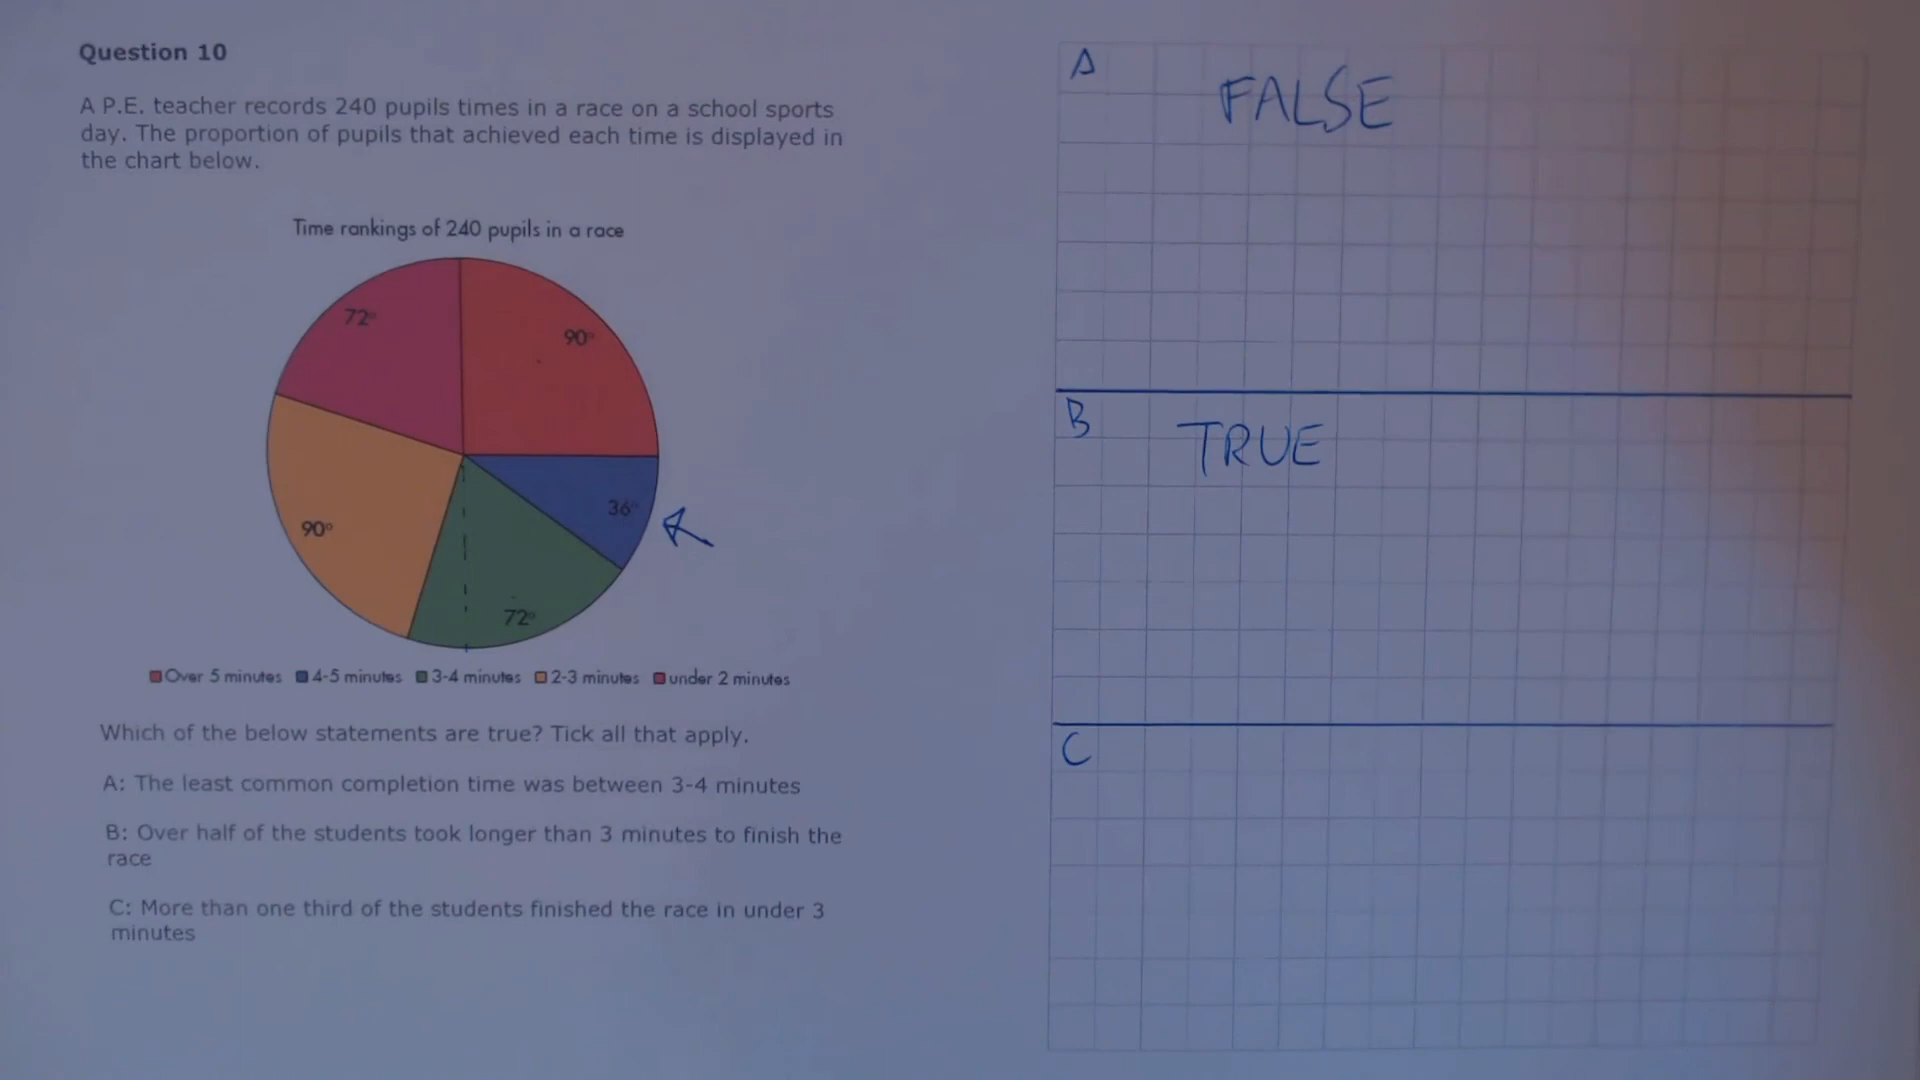 Question 10
A P.E. teacher records 240 pupils times in a race on a school sports
day. The proportion of pupils that achieved each time is displayed in
the chart below.
Time rankings of 240 pupils in a race
72°
90°
36°
90°
72°
Over 5 minutes 4-5 minutes 3-4 minutes 2-3 minutes under 2 minutes
Which of the below statements are true? Tick all that apply.
A: The least common completion time was between 3-4 minutes
B: Over half of the students took longer than 3 minutes to finish the
race
C: More than one third of the students finished the race in under 3
minutes
A
FALSE
B
TRUE
C